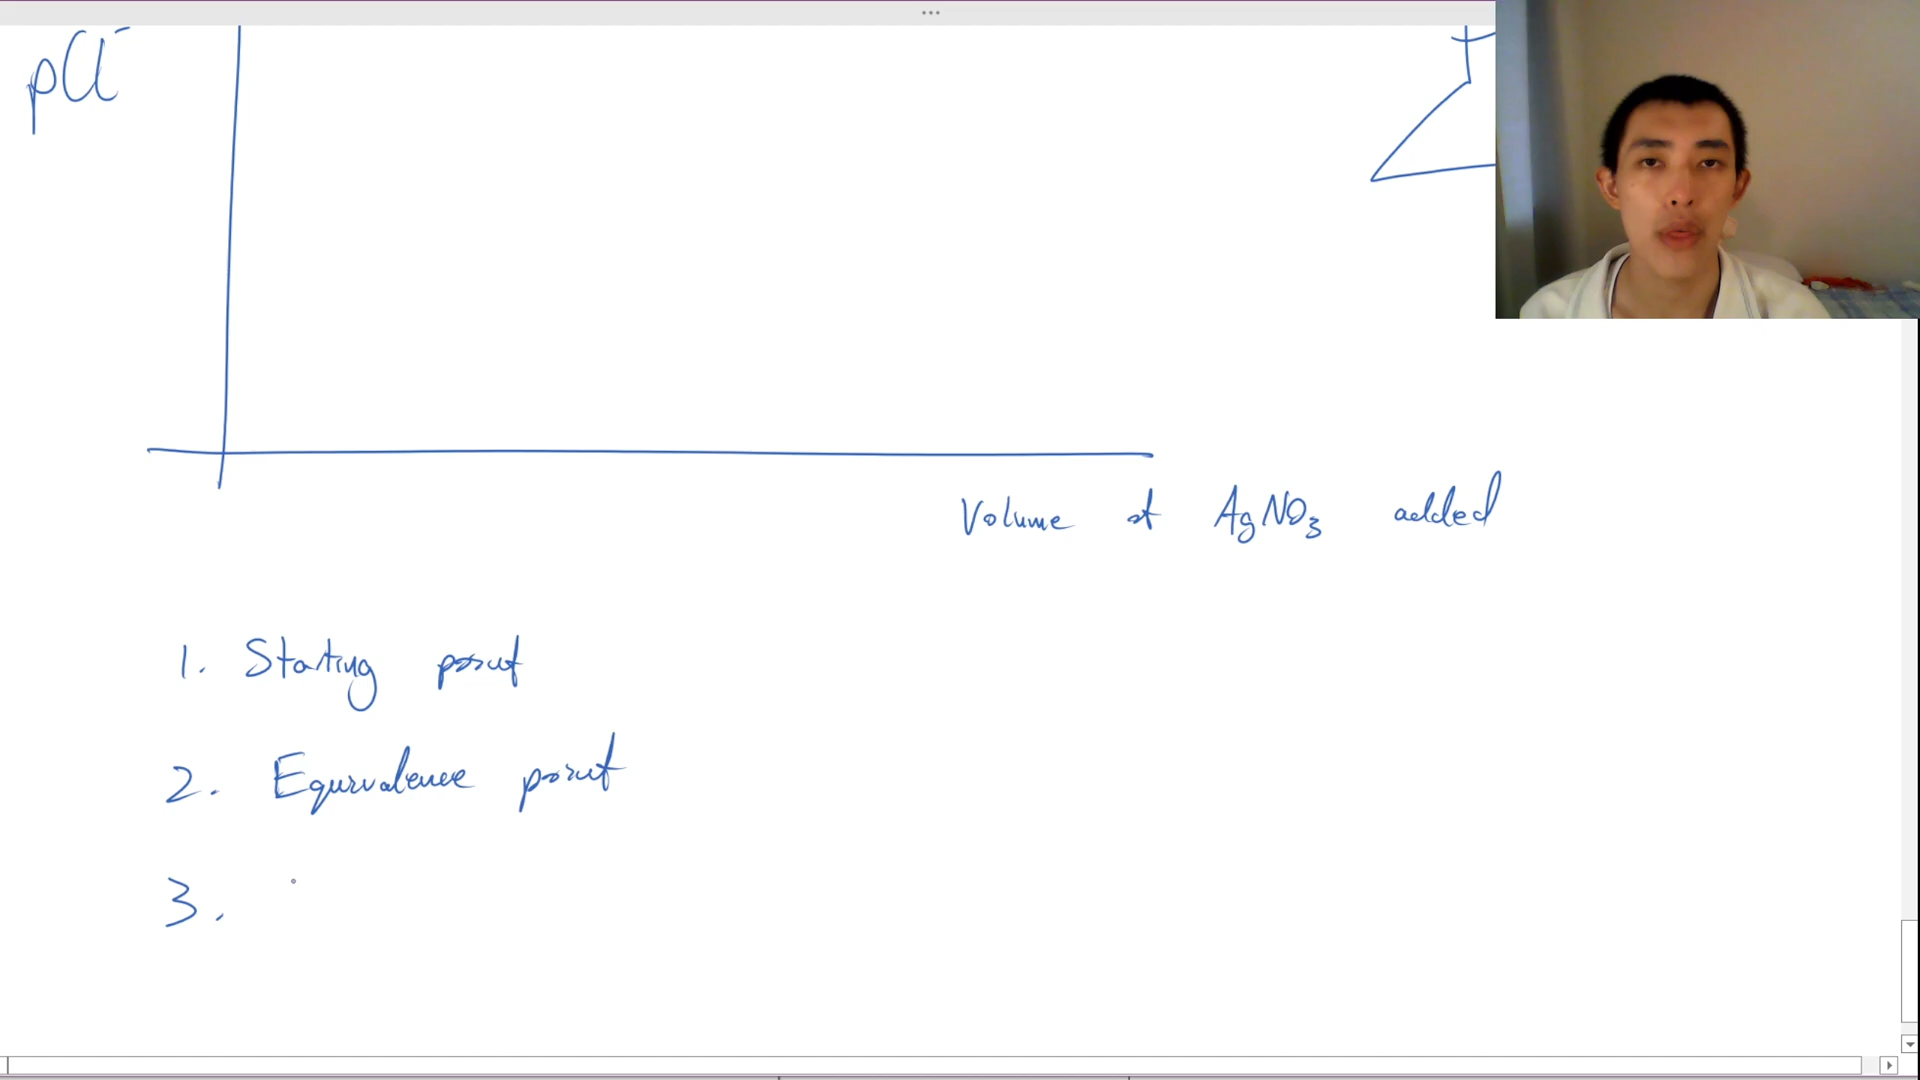 pCl⁻
Volume of AgNO₃ added
1. Starting point
2. Equivalence point
3.